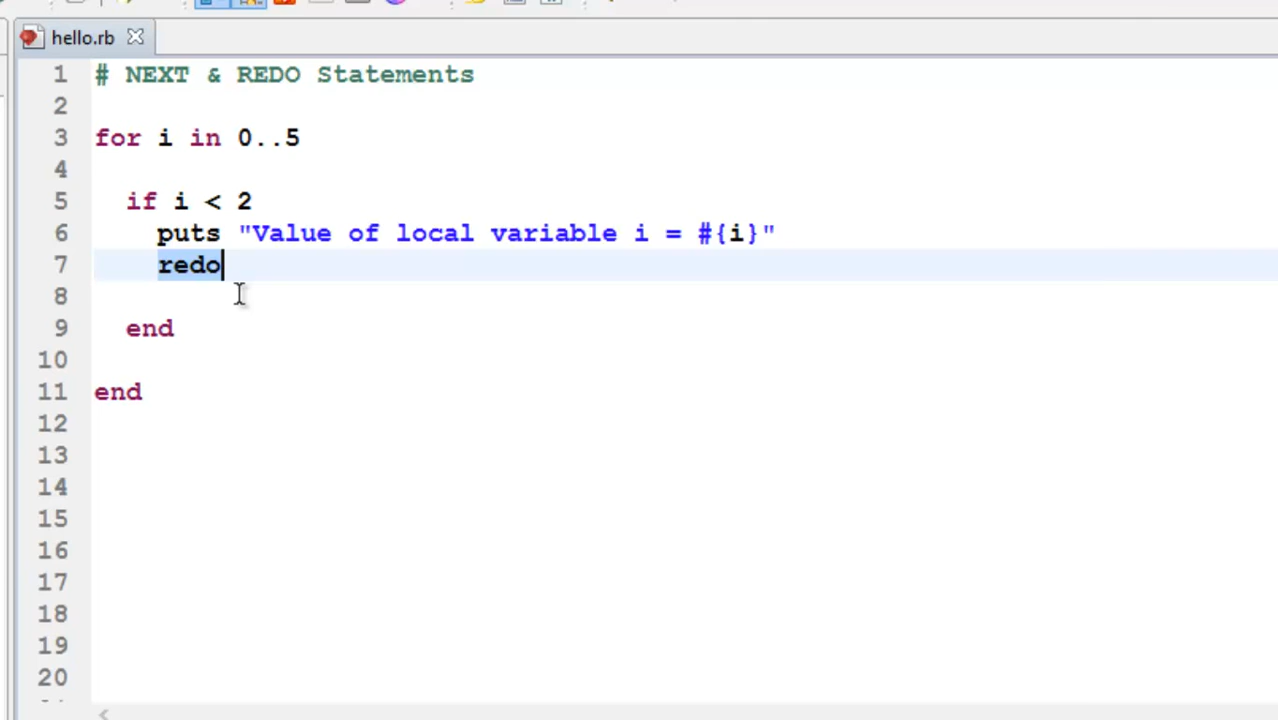 hello.rb
1 # NEXT & REDO Statements
2
3 for i in 0..5
4
5 if i < 2
6 puts "Value of local variable i = #{i}"
7 redo
8
9 end
10
11 end
12
13
14
15
16
17
18
19
20